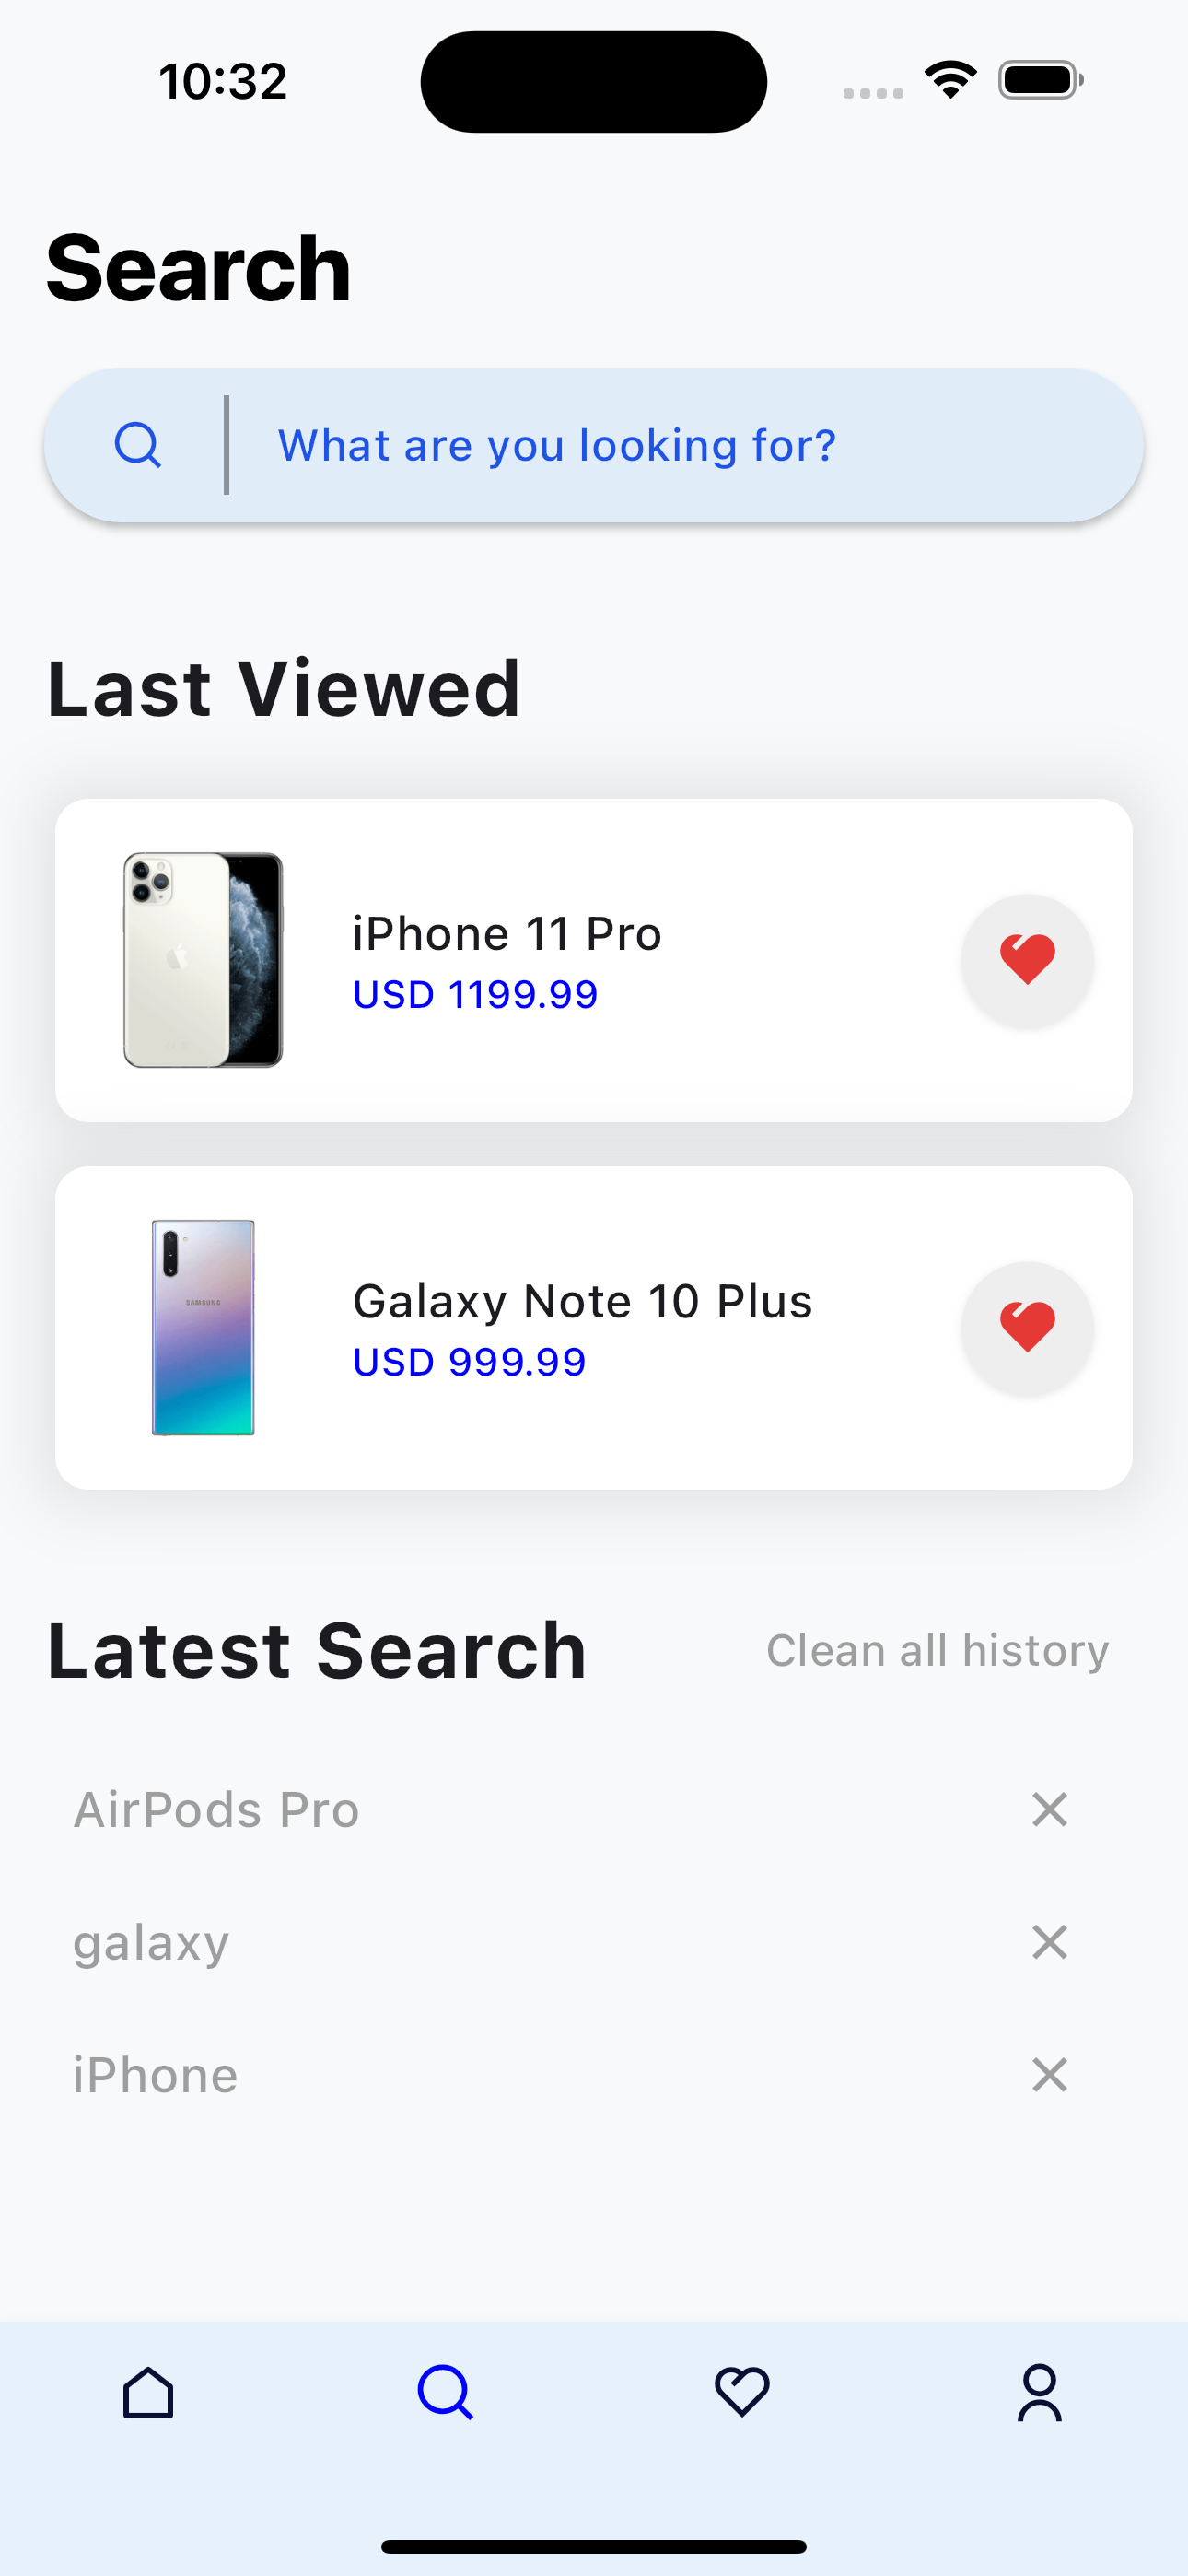 10:32
Search
What are you looking for?
Last Viewed
iPhone 11 Pro
USD 1199.99
SAMSUNG
Galaxy Note 10 Plus
USD 999.99
Latest Search
Clean all history
AirPods Pro
galaxy
iPhone